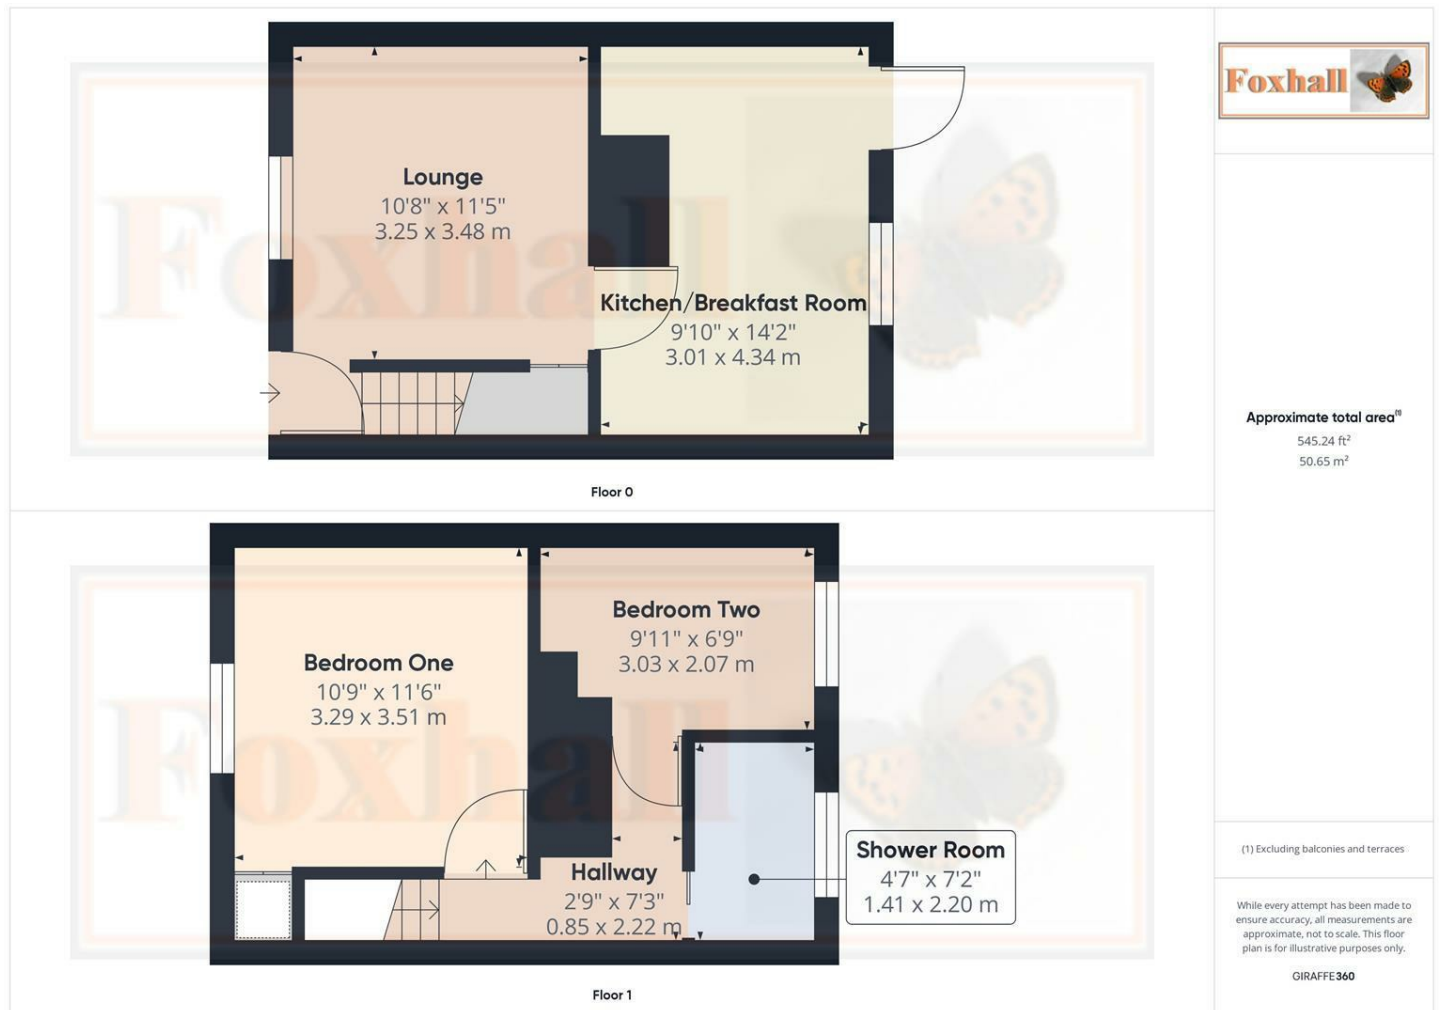 Foxhall
Lounge
10'8" x 11'5"
3.25 x 3.48 m
Kitchen/Breakfast Room
9'10" x 14'2"
3.01 x 4.34 m
Foxhall
Floor 0
Bedroom One
10'9" x 11'6"
3.29 x 3.51 m
Bedroom Two
9'11" x 6'9"
3.03 x 2.07 m
Hallway
2'9" x 7'3"
0.85 x 2.22 m
Shower Room
4'7" x 7'2"
1.41 x 2.20 m
Foxhall
Floor 1
Approximate total area(1)
545.24 ft²
50.65 m²
(1) Excluding balconies and terraces
While every attempt has been made to
ensure accuracy, all measurements are
approximate, not to scale. This floor
plan is for illustrative purposes only.
GIRAFFE360